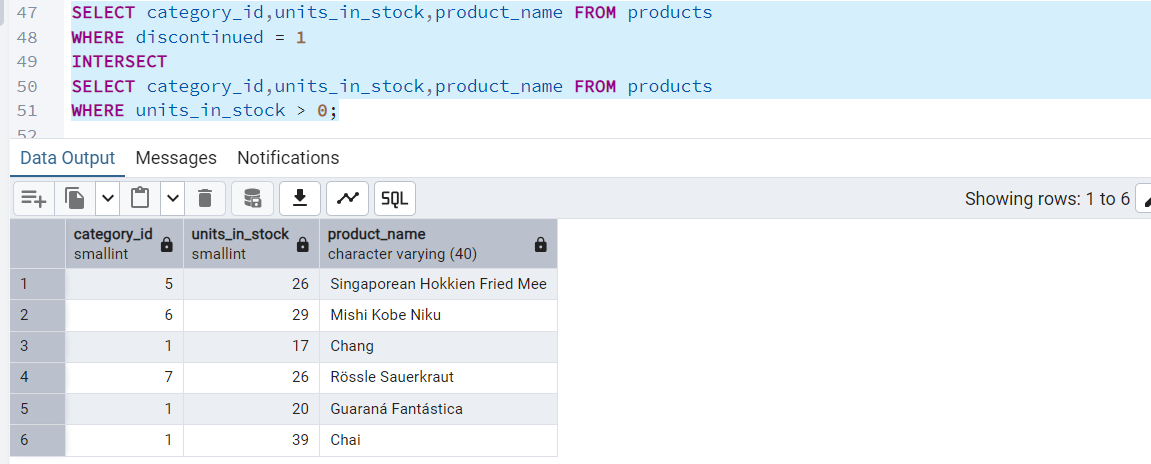 47 SELECT category_id,units_in_stock,product_name FROM products
48 WHERE discontinued = 1
49 INTERSECT
50 SELECT category_id,units_in_stock,product_name FROM products
51 WHERE units_in_stock > 0;
52
Data Output Messages Notifications
SQL Showing rows: 1 to 6
category_id units_in_stock product_name
smallint smallint character varying (40)
1 5 26 Singaporean Hokkien Fried Mee
2 6 29 Mishi Kobe Niku
3 1 17 Chang
4 7 26 Rössle Sauerkraut
5 1 20 Guaraná Fantástica
6 1 39 Chai